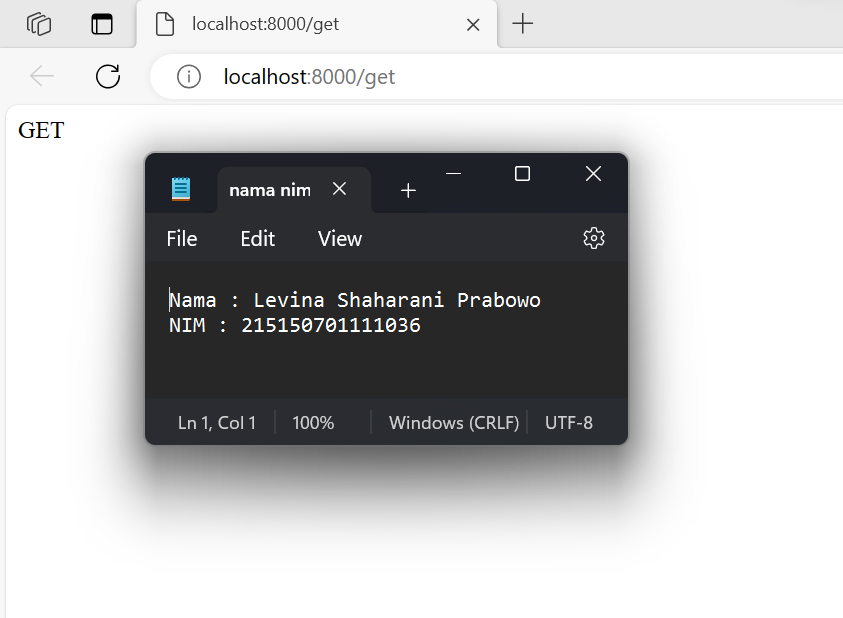 localhost:8000/get
localhost:8000/get
GET
nama nim
File Edit View
Nama : Levina Shaharani Prabowo
NIM : 215150701111036
Ln 1, Col 1 100% Windows (CRLF) UTF-8